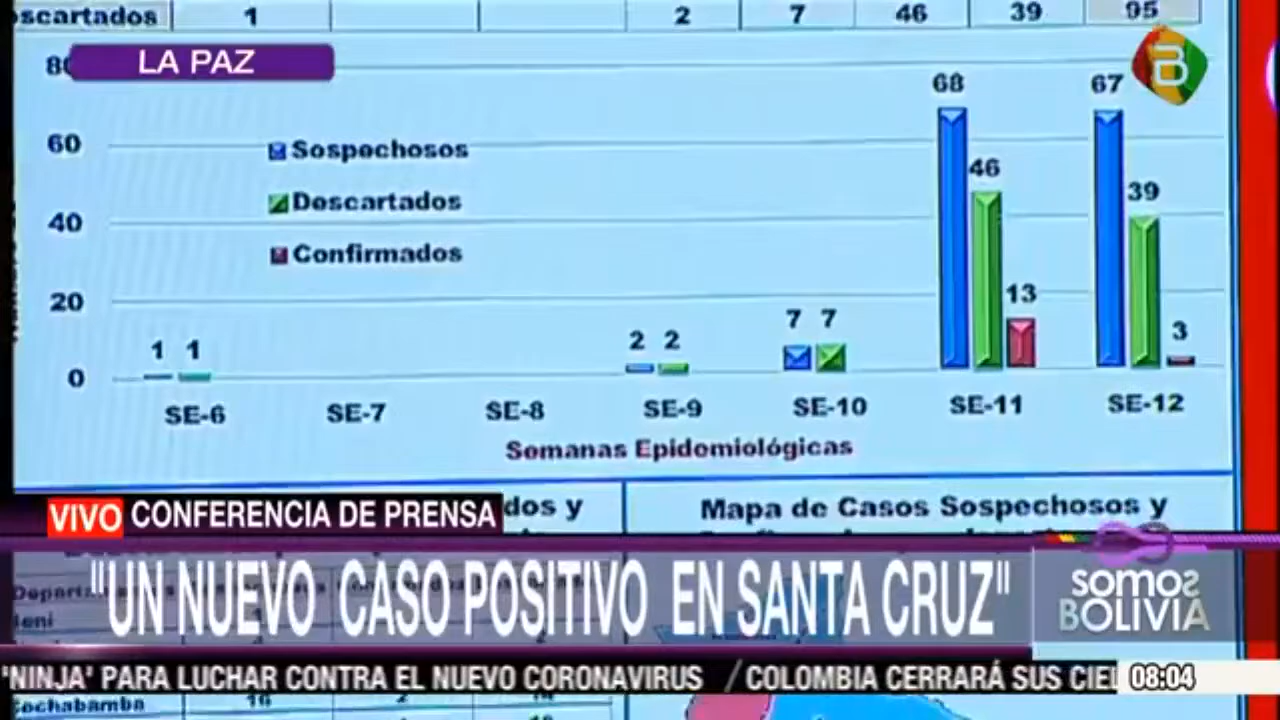 scartados 1 2 7 46 39 95
LA PAZ
B
80
60
40
20
0
Sospechosos
Descartados
Confirmados
1 1
2 2
7 7
68 46 13
67 39 3
SE-6 SE-7 SE-8 SE-9 SE-10 SE-11 SE-12
Semanas Epidemiológicas
VIVO CONFERENCIA DE PRENSA
dos y
Mapa de Casos Sospechosos y
"UN NUEVO CASO POSITIVO EN SANTA CRUZ"
somos
BOLIVIA
eni
'NINJA' PARA LUCHAR CONTRA EL NUEVO CORONAVIRUS / COLOMBIA CERRARÁ SUS CIEL
08:04
ochabamba 16 2 14